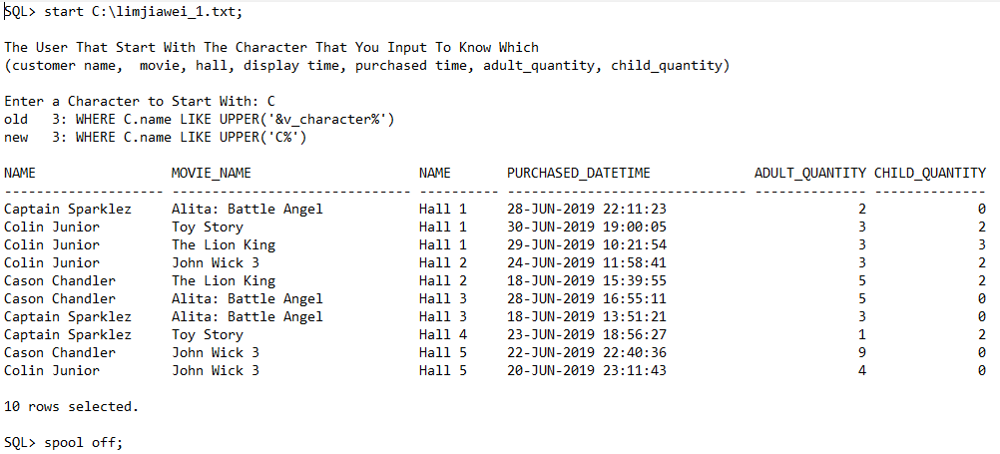 SQL> start C:\limjiawei_1.txt;
The User That Start With The Character That You Input To Know Which
(customer name,  movie, hall, display time, purchased time, adult_quantity, child_quantity)
Enter a Character to Start With: C
old   3: WHERE C.name LIKE UPPER('&v_character%')
new   3: WHERE C.name LIKE UPPER('C%')
NAME                 MOVIE_NAME                     NAME       PURCHASED_DATETIME             ADULT_QUANTITY CHILD_QUANTITY
-------------------- ------------------------------ ---------- ------------------------------ -------------- --------------
Captain Sparklez     Alita: Battle Angel            Hall 1     28-JUN-2019 22:11:23                        2              0
Colin Junior         Toy Story                      Hall 1     30-JUN-2019 19:00:05                        3              2
Colin Junior         The Lion King                  Hall 1     29-JUN-2019 10:21:54                        3              3
Colin Junior         John Wick 3                    Hall 2     24-JUN-2019 11:58:41                        3              2
Cason Chandler       The Lion King                  Hall 2     18-JUN-2019 15:39:55                        5              2
Cason Chandler       Alita: Battle Angel            Hall 3     28-JUN-2019 16:55:11                        5              0
Captain Sparklez     Alita: Battle Angel            Hall 3     18-JUN-2019 13:51:21                        3              0
Captain Sparklez     Toy Story                      Hall 4     23-JUN-2019 18:56:27                        1              2
Cason Chandler       John Wick 3                    Hall 5     22-JUN-2019 22:40:36                        9              0
Colin Junior         John Wick 3                    Hall 5     20-JUN-2019 23:11:43                        4              0
10 rows selected.
SQL> spool off;